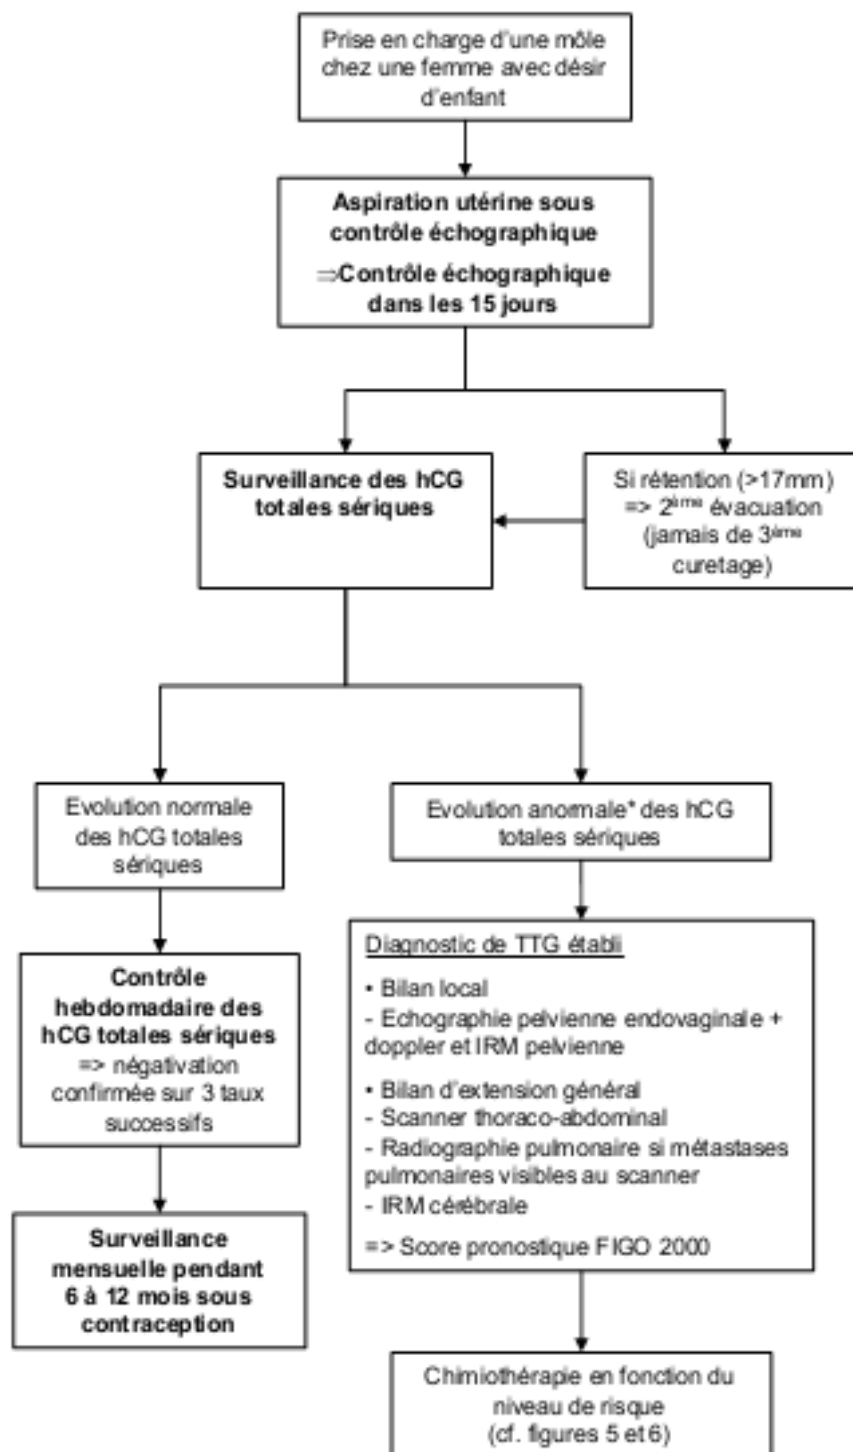 Prise en charge d'une môle
chez une femme avec désir
d'enfant
Aspiration utérine sous
contrôle échographique
⇒Contrôle échographique
dans les 15 jours
Surveillance des hCG
totales sériques
Si rétention (>17mm)
=> 2ème évacuation
(jamais de 3ème
curetage)
Evolution normale
des hCG totales
sériques
Evolution anormale* des hCG
totales sériques
Contrôle
hebdomadaire des
hCG totales sériques
=> négativation
confirmée sur 3 taux
successifs
Diagnostic de TTG établi
• Bilan local
- Echographie pelvienne endovaginale +
doppler et IRM pelvienne
• Bilan d'extension général
- Scanner thoraco-abdominal
- Radiographie pulmonaire si métastases
pulmonaires visibles au scanner
- IRM cérébrale
=> Score pronostique FIGO 2000
Surveillance
mensuelle pendant
6 à 12 mois sous
contraception
Chimiothérapie en fonction du
niveau de risque
(cf. figures 5 et 6)